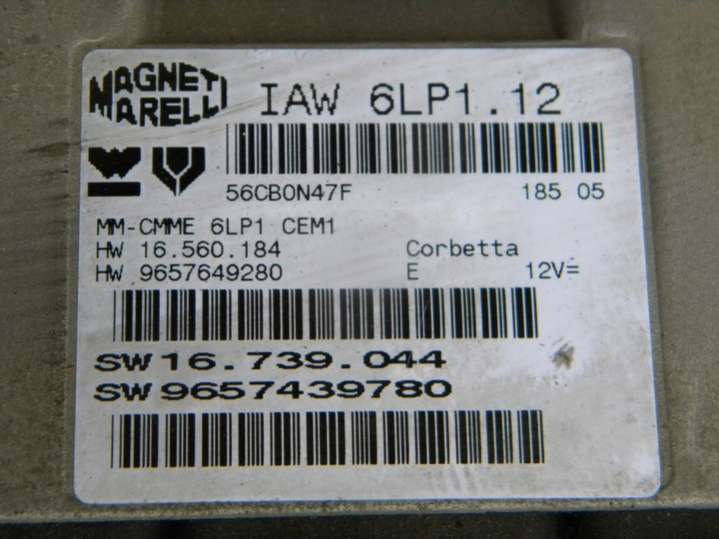 MAGNETI
MARELLI
IAW 6LP1.12
56CB0N47F 185 05
MM-CMME 6LP1 CEM1
HW 16.560.184 Corbetta
HW 9657649280 E 12V=
SW 16.739.044
SW 9657439780